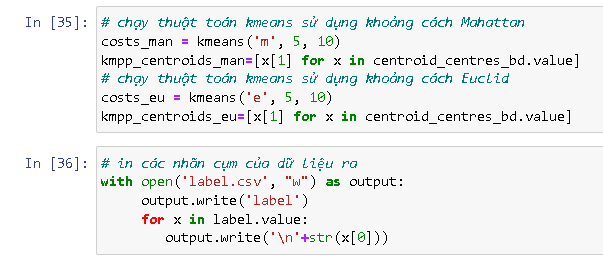 In [35]: # chạy thuật toán kmeans sử dụng khoảng cách Mahattan
costs_man = kmeans('m', 5, 10)
kmpp_centroids_man=[x[1] for x in centroid_centres_bd.value]
# chạy thuật toán kmeans sử dụng khoảng cách Euclid
costs_eu = kmeans('e', 5, 10)
kmpp_centroids_eu=[x[1] for x in centroid_centres_bd.value]
In [36]: # in các nhãn cụm của dữ liệu ra
with open('label.csv', "w") as output:
     output.write('label')
     for x in label.value:
        output.write('\n'+str(x[0]))